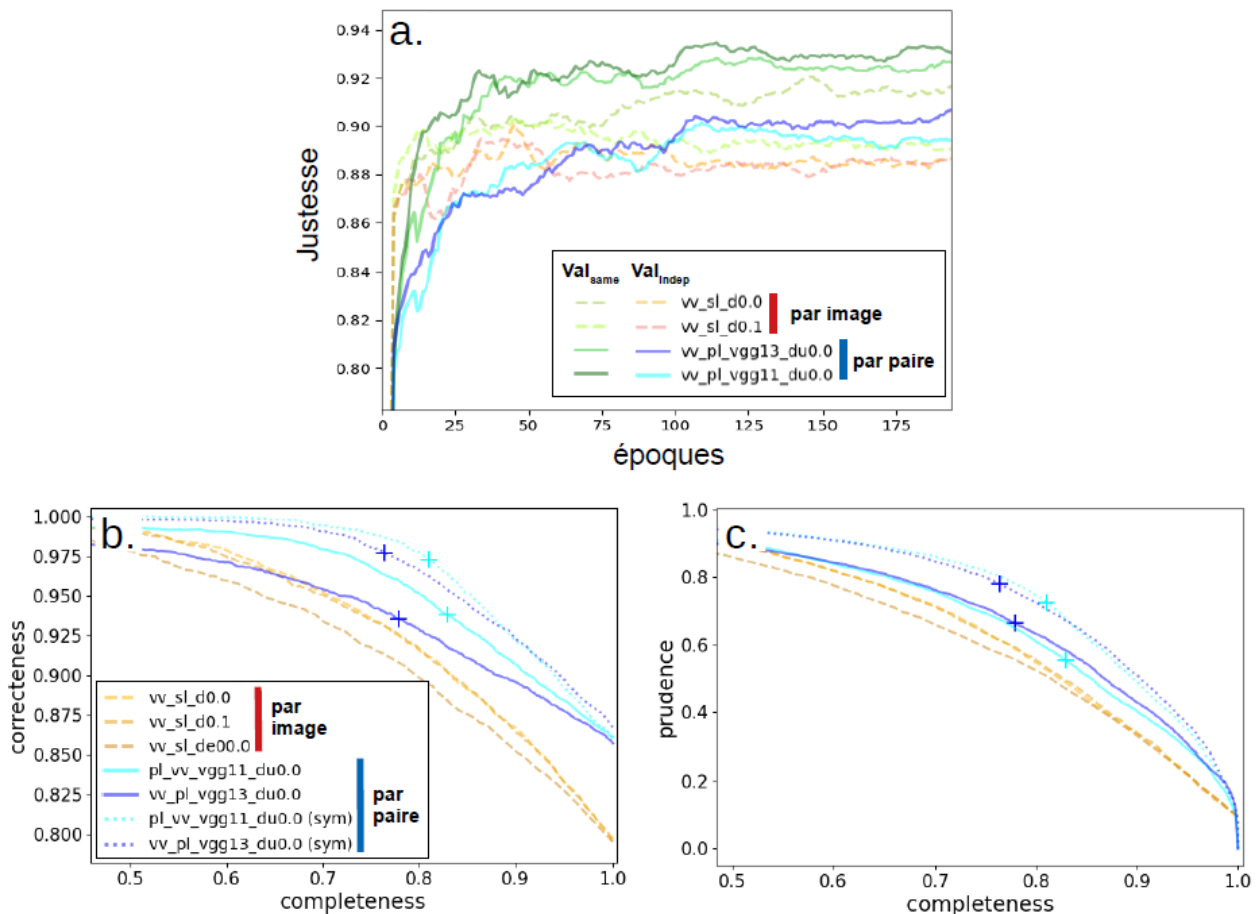 a.
0.94
0.92
0.90
0.88
0.86
0.84
0.82
0.80
Justesse
0 25 50 75 100 125 150 175
époques
Val same Val indep
vv_sl_d0.0
vv_sl_d0.1
par image
vv_pl_vgg13_du0.0
vv_pl_vgg11_du0.0
par paire
b.
1.000
0.975
0.950
0.925
0.900
0.875
0.850
0.825
0.800
correcteness
vv_sl_d0.0
vv_sl_d0.1
vv_sl_de00.0
par
image
pl_vv_vgg11_du0.0
vv_pl_vgg13_du0.0
pl_vv_vgg11_du0.0 (sym)
vv_pl_vgg13_du0.0 (sym)
par
paire
0.5 0.6 0.7 0.8 0.9 1.0
completeness
c.
1.0
0.8
0.6
0.4
0.2
0.0
prudence
0.5 0.6 0.7 0.8 0.9 1.0
completeness